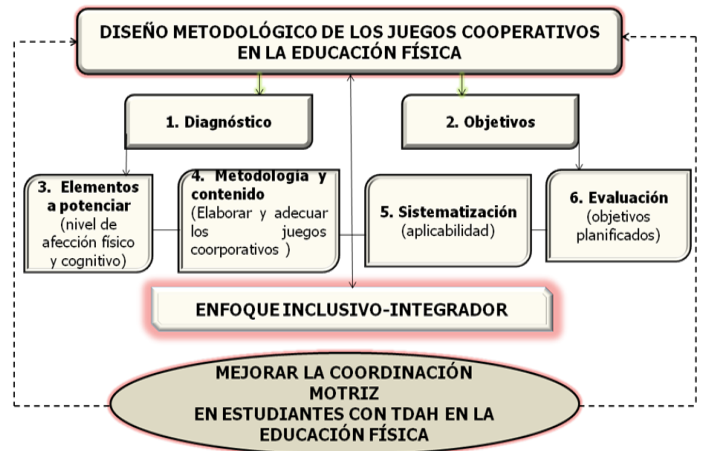 DISEÑO METODOLÓGICO DE LOS JUEGOS COOPERATIVOS
EN LA EDUCACIÓN FÍSICA
1. Diagnóstico
2. Objetivos
3. Elementos
a potenciar
(nivel de
afección físico
y cognitivo)
4. Metodología y
contenido
(Elaborar y adecuar
los juegos
coorporativos )
5. Sistematización
(aplicabilidad)
6. Evaluación
(objetivos
planificados)
ENFOQUE INCLUSIVO-INTEGRADOR
MEJORAR LA COORDINACIÓN
MOTRIZ
EN ESTUDIANTES CON TDAH EN LA
EDUCACIÓN FÍSICA